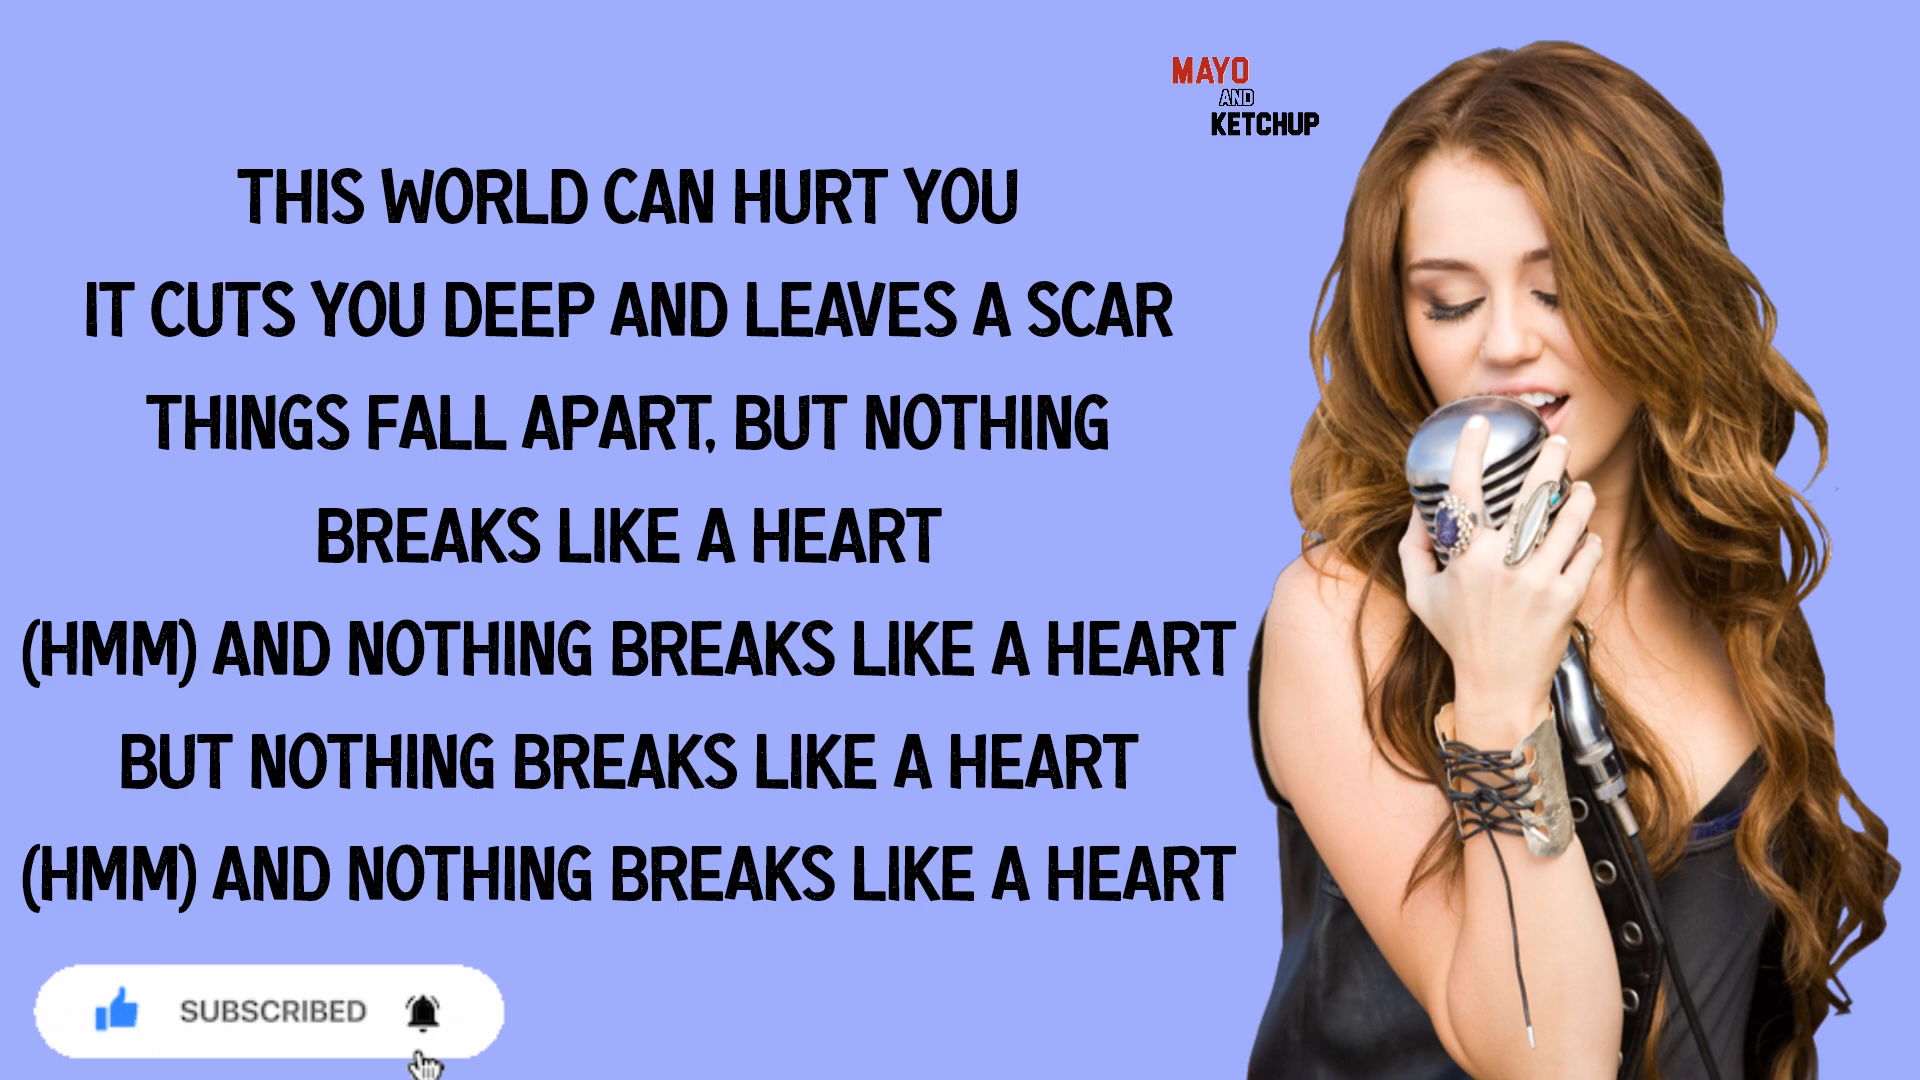 MAYO
AND
KETCHUP
THIS WORLD CAN HURT YOU
IT CUTS YOU DEEP AND LEAVES A SCAR
THINGS FALL APART, BUT NOTHING
BREAKS LIKE A HEART
(HMM) AND NOTHING BREAKS LIKE A HEART
BUT NOTHING BREAKS LIKE A HEART
(HMM) AND NOTHING BREAKS LIKE A HEART
SUBSCRIBED